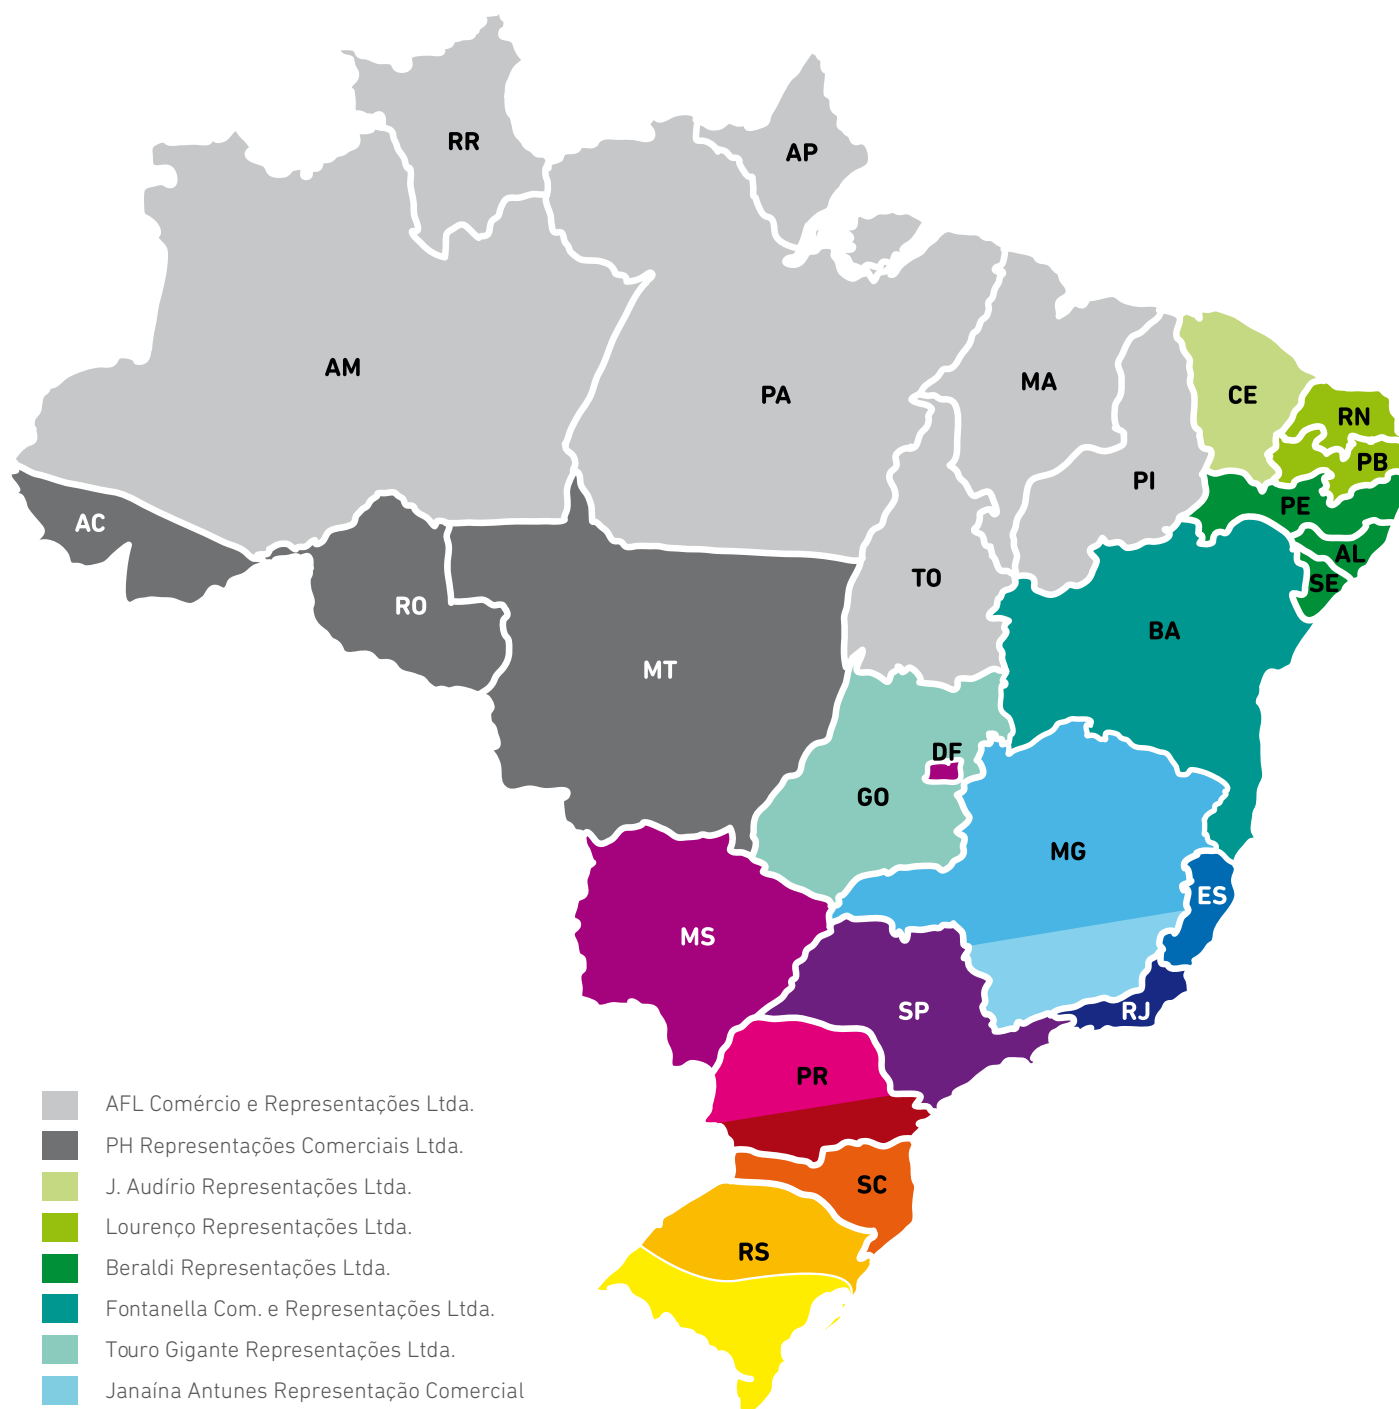 RR
AP
AM
PA
MA
CE
RN
PB
PI
PE
AC
AL
TO
SE
RO
BA
MT
DF
GO
MG
ES
MS
SP
RJ
PR
SC
RS
AFL Comércio e Representações Ltda.
PH Representações Comerciais Ltda.
J. Audírio Representações Ltda.
Lourenço Representações Ltda.
Beraldi Representações Ltda.
Fontanella Com. e Representações Ltda.
Touro Gigante Representações Ltda.
Janaína Antunes Representação Comercial